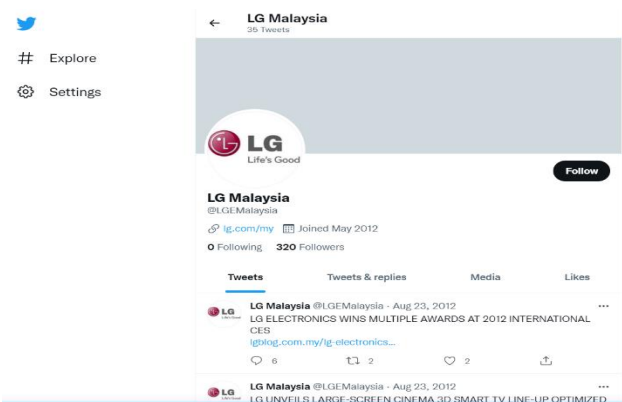 LG Malaysia
35 Tweets
Explore
Settings
LG
Life's Good
Follow
LG Malaysia
@LGEMalaysia
lg.com/my Joined May 2012
0 Following 320 Followers
Tweets Tweets & replies Media Likes
LG Malaysia @LGEMalaysia · Aug 23, 2012
LG ELECTRONICS WINS MULTIPLE AWARDS AT 2012 INTERNATIONAL
CES
lgblog.com.my/lg-electronics...
6 2 2
LG Malaysia @LGEMalaysia · Aug 23, 2012
LG UNVEILS LARGE-SCREEN CINEMA 3D SMART TV LINE-UP OPTIMIZED